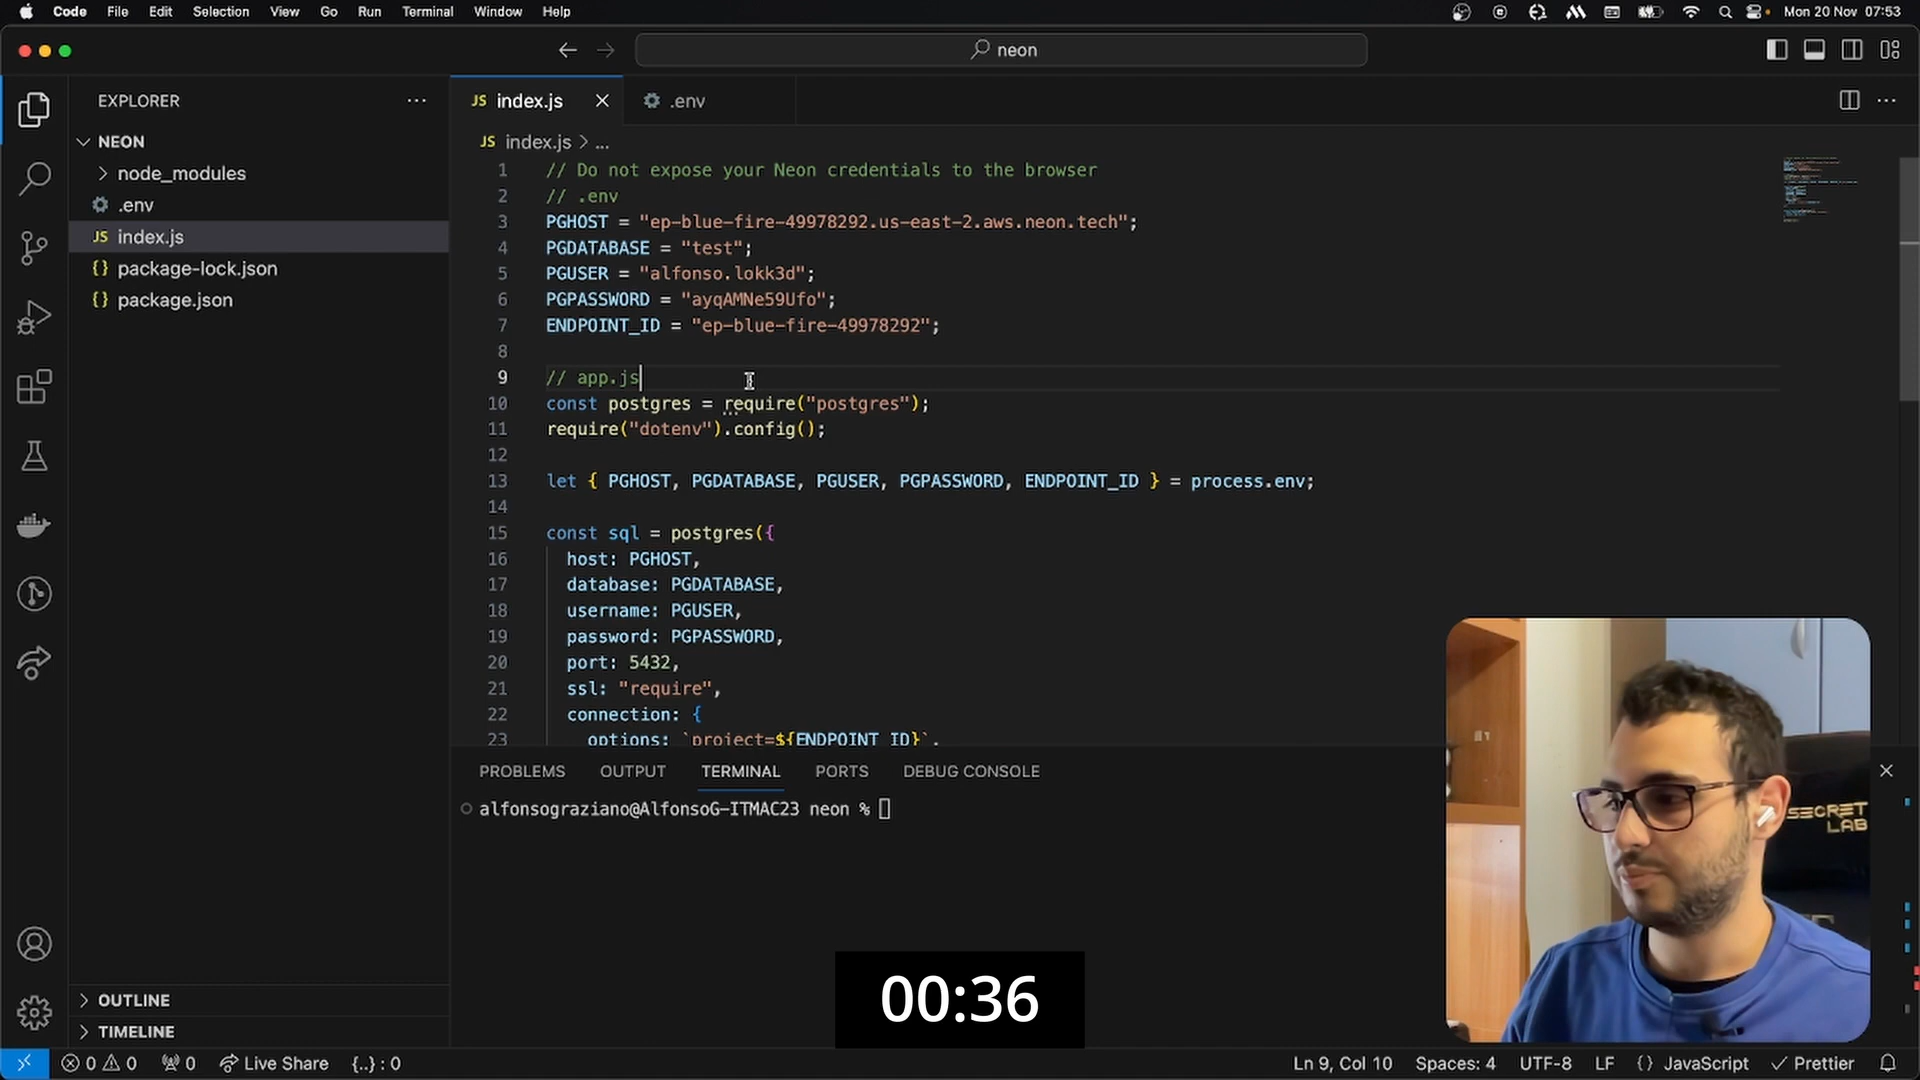 Code File Edit Selection View Go Run Terminal Window Help Mon 20 Nov 07:53
neon
EXPLORER
NEON
node_modules
.env
JS index.js
{} package-lock.json
{} package.json
OUTLINE
TIMELINE
JS index.js
.env
JS index.js > ...
1 // Do not expose your Neon credentials to the browser
2 // .env
3 PGHOST = "ep-blue-fire-49978292.us-east-2.aws.neon.tech";
4 PGDATABASE = "test";
5 PGUSER = "alfonso.lokk3d";
6 PGPASSWORD = "ayqAMNe59Ufo";
7 ENDPOINT_ID = "ep-blue-fire-49978292";
8
9 // app.js
10 const postgres = require("postgres");
11 require("dotenv").config();
12
13 let { PGHOST, PGDATABASE, PGUSER, PGPASSWORD, ENDPOINT_ID } = process.env;
14
15 const sql = postgres({
16 host: PGHOST,
17 database: PGDATABASE,
18 username: PGUSER,
19 password: PGPASSWORD,
20 port: 5432,
21 ssl: "require",
22 connection: {
23 options: `project=${ENDPOINT_ID}`,
PROBLEMS OUTPUT TERMINAL PORTS DEBUG CONSOLE
alfonsograziano@AlfonsoG-ITMAC23 neon %
SECRET
LAB
00:36
0 0 0 Live Share {..} : 0 Ln 9, Col 10 Spaces: 4 UTF-8 LF {} JavaScript Prettier